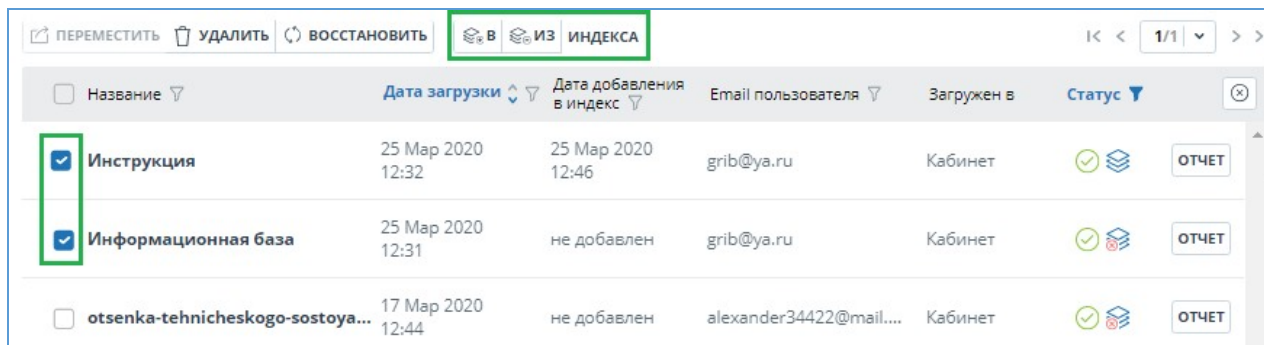 ПЕРЕМЕСТИТЬ УДАЛИТЬ ВОССТАНОВИТЬ В ИЗ ИНДЕКСА 1/1
Название Дата загрузки Дата добавления в индекс Email пользователя Загружен в Статус
Инструкция 25 Мар 2020 12:32 25 Мар 2020 12:46 grib@ya.ru Кабинет ОТЧЕТ
Информационная база 25 Мар 2020 12:31 не добавлен grib@ya.ru Кабинет ОТЧЕТ
otsenka-tehnicheskogo-sostoya... 17 Мар 2020 12:44 не добавлен alexander34422@mail.... Кабинет ОТЧЕТ